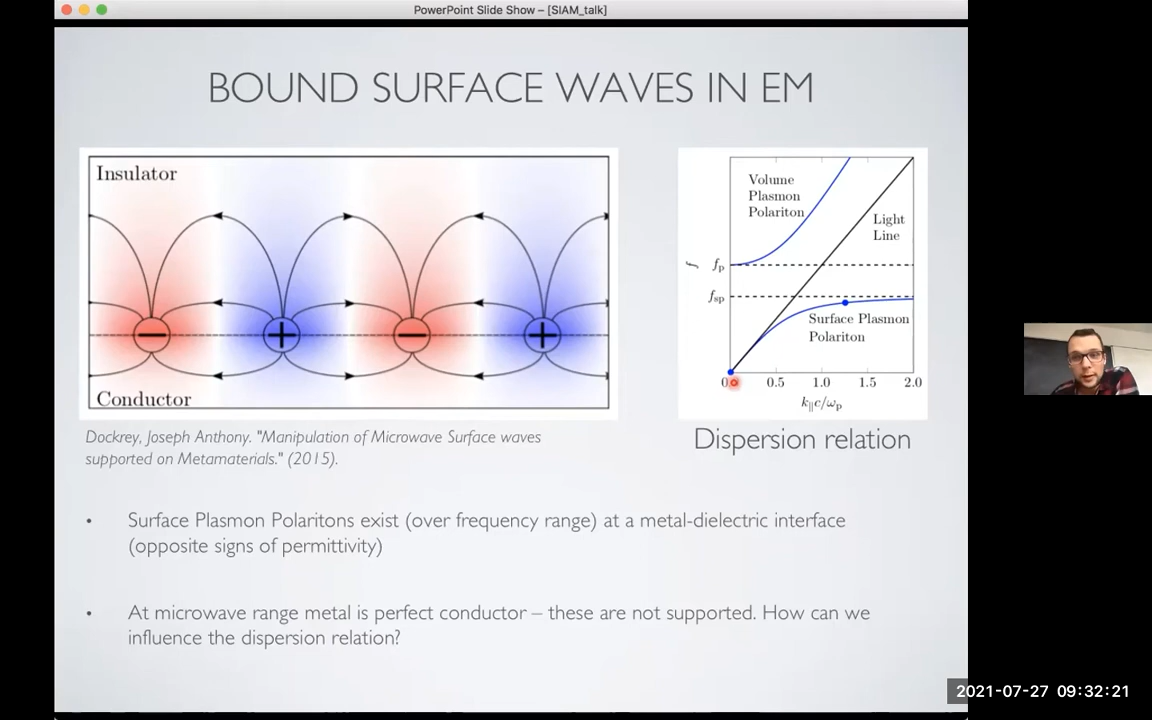 PowerPoint Slide Show – [SIAM_talk]
BOUND SURFACE WAVES IN EM
Insulator
Conductor
Dockrey, Joseph Anthony. "Manipulation of Microwave Surface waves
supported on Metamaterials." (2015).
Volume
Plasmon
Polariton
Light
Line
f
fₚ
fₛₚ
Surface Plasmon
Polariton
0 0.5 1.0 1.5 2.0
k∥c/ωₚ
Dispersion relation
• Surface Plasmon Polaritons exist (over frequency range) at a metal-dielectric interface
(opposite signs of permittivity)
• At microwave range metal is perfect conductor – these are not supported. How can we
influence the dispersion relation?
2021-07-27 09:32:21